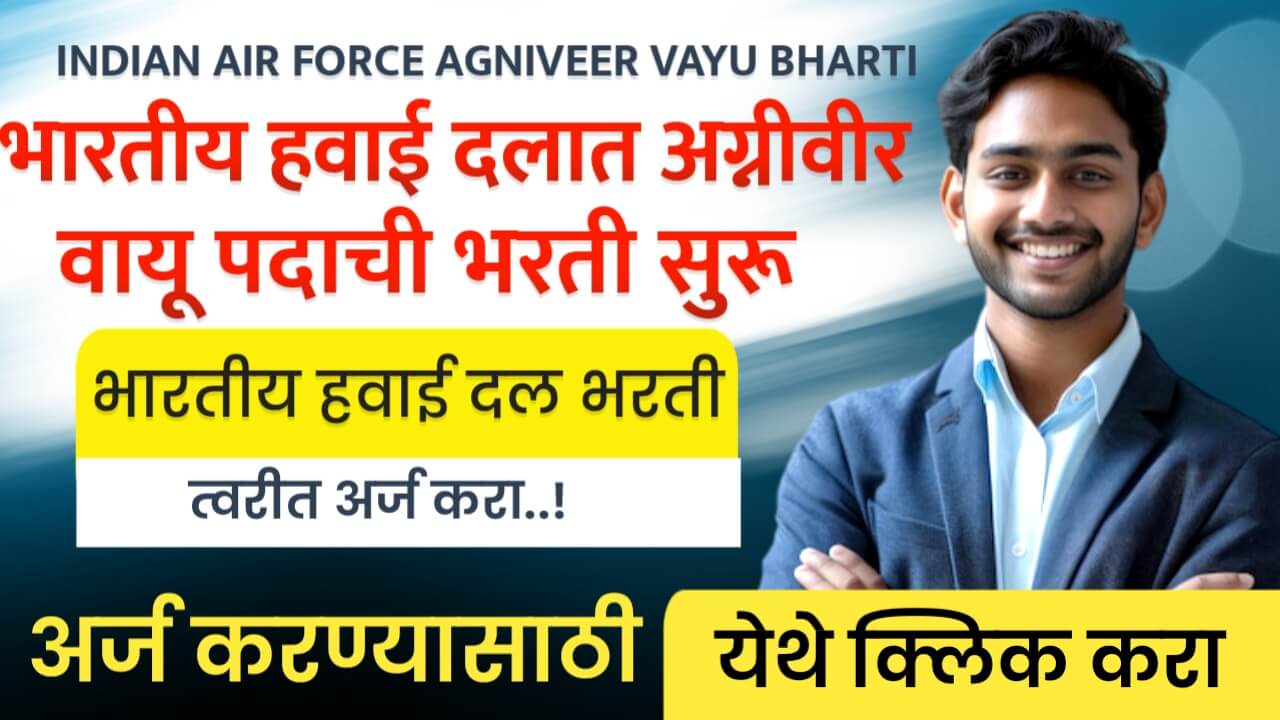 INDIAN AIR FORCE AGNIVEER VAYU BHARTI
भारतीय हवाई दलात अग्नीवीर
वायू पदाची भरती सुरू
भारतीय हवाई दल भरती
त्वरीत अर्ज करा..!
अर्ज करण्यासाठी येथे क्लिक करा